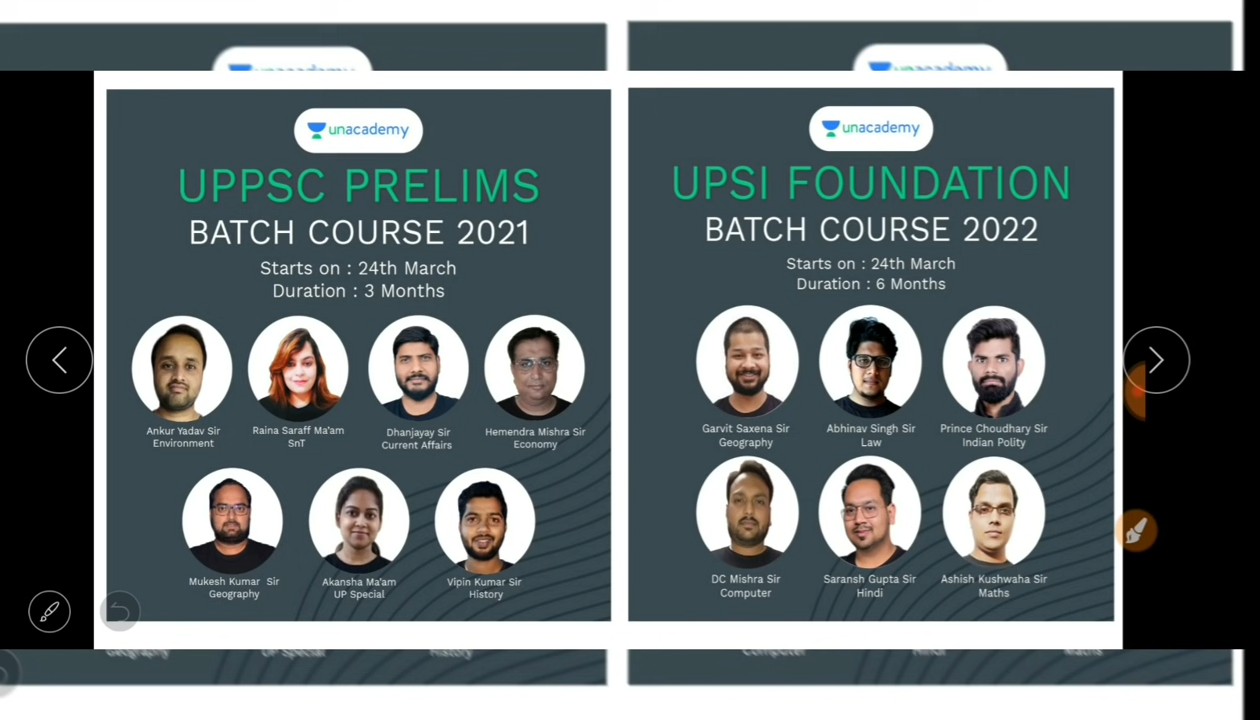 unacademy
UPPSC PRELIMS
BATCH COURSE 2021
Starts on : 24th March
Duration : 3 Months
Ankur Yadav Sir
Environment
Raina Saraff Ma'am
SnT
Dhanjayay Sir
Current Affairs
Hemendra Mishra Sir
Economy
Mukesh Kumar Sir
Geography
Akansha Ma'am
UP Special
Vipin Kumar Sir
History
unacademy
UPSI FOUNDATION
BATCH COURSE 2022
Starts on : 24th March
Duration : 6 Months
Garvit Saxena Sir
Geography
Abhinav Singh Sir
Law
Prince Choudhary Sir
Indian Polity
DC Mishra Sir
Computer
Saransh Gupta Sir
Hindi
Ashish Kushwaha Sir
Maths